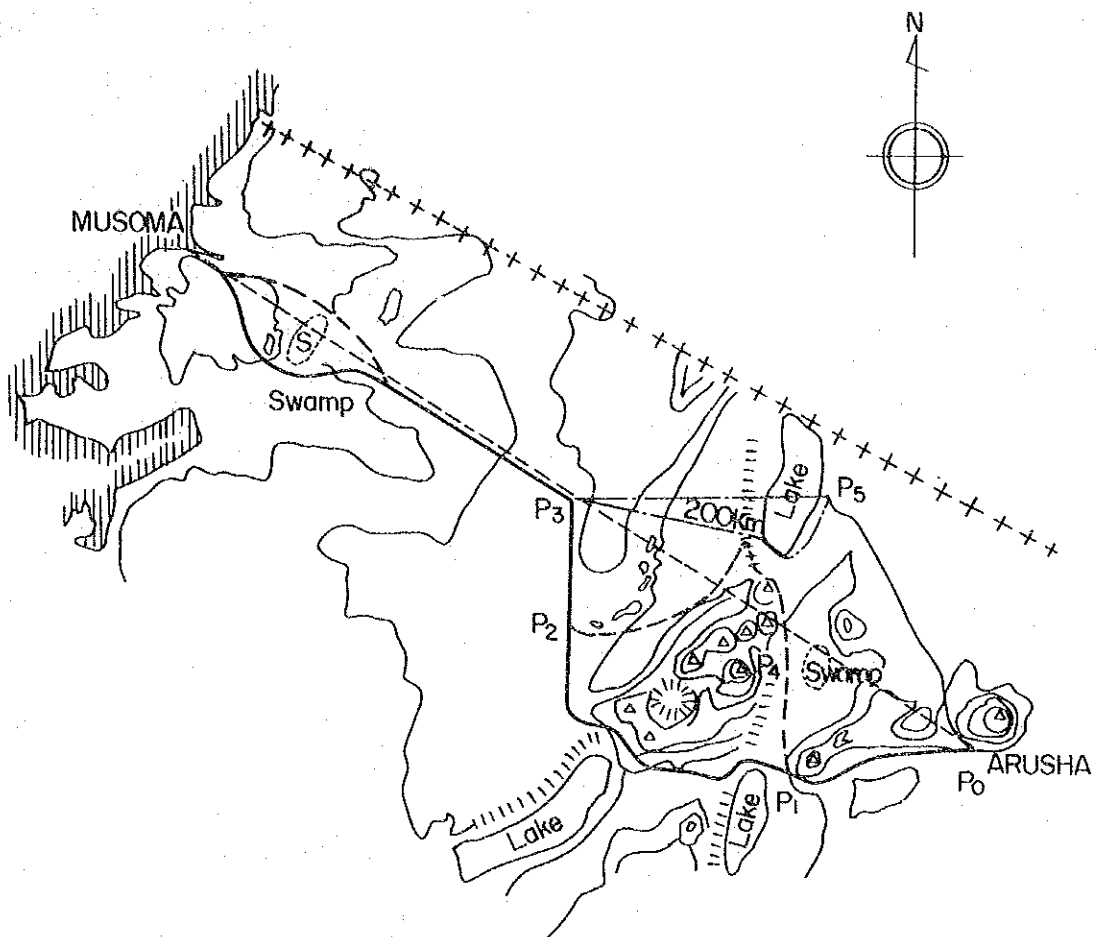 N
MUSOMA
S
Swamp
Lake
P5
P3
200km
P2
P4
Swamp
ARUSHA
P0
P1
Lake
Lake